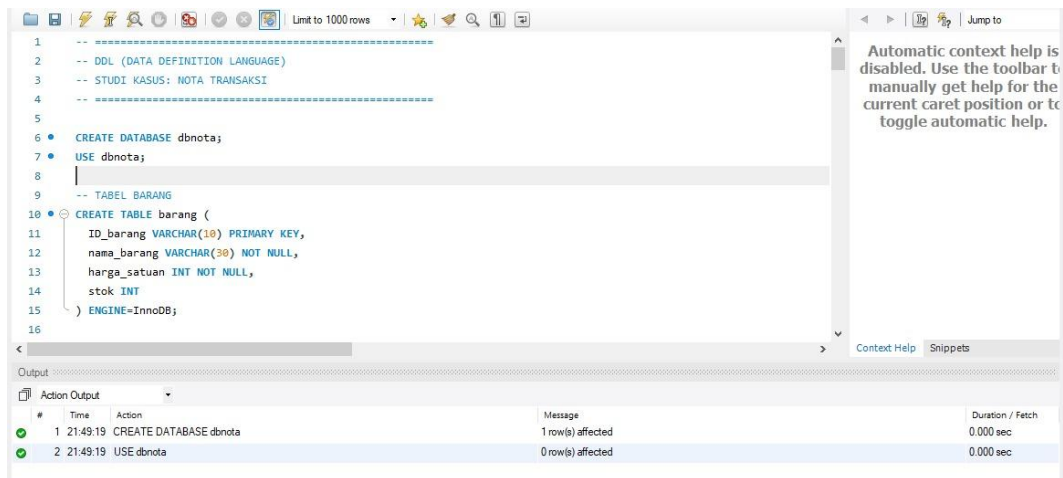 Limit to 1000 rows
Jump to
1 -- =====================================================
2 -- DDL (DATA DEFINITION LANGUAGE)
3 -- STUDI KASUS: NOTA TRANSAKSI
4 -- =====================================================
5
6 CREATE DATABASE dbnota;
7 USE dbnota;
8
9 -- TABEL BARANG
10 CREATE TABLE barang (
11 ID_barang VARCHAR(10) PRIMARY KEY,
12 nama_barang VARCHAR(30) NOT NULL,
13 harga_satuan INT NOT NULL,
14 stok INT
15 ) ENGINE=InnoDB;
16
Automatic context help is
disabled. Use the toolbar t
manually get help for the
current caret position or to
toggle automatic help.
Context Help Snippets
Output
Action Output
# Time Action Message Duration / Fetch
1 21:49:19 CREATE DATABASE dbnota 1 row(s) affected 0.000 sec
2 21:49:19 USE dbnota 0 row(s) affected 0.000 sec